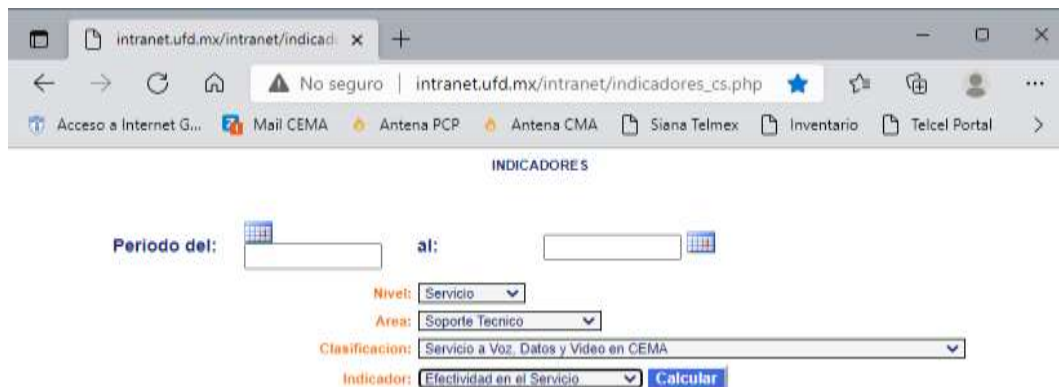 intranet.ufd.mx/intranet/indicad
No seguro | intranet.ufd.mx/intranet/indicadores_cs.php
Acceso a Internet G... Mail CEMA Antena PCP Antena CMA Siana Telmex Inventario Telcel Portal
INDICADORES
Periodo del: al:
Nivel: Servicio
Area: Soporte Tecnico
Clasificacion: Servicio a Voz, Datos y Video en CEMA
Indicador: Efectividad en el Servicio Calcular